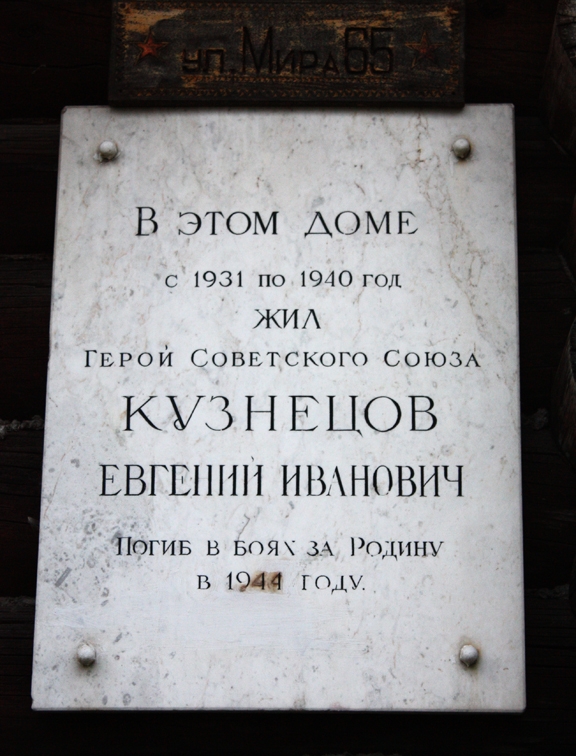 ул. Мира 65
В ЭТОМ ДОМЕ
С 1931 ПО 1940 ГОД
ЖИЛ
ГЕРОЙ СОВЕТСКОГО СОЮЗА
КУЗНЕЦОВ
ЕВГЕНИЙ ИВАНОВИЧ
ПОГИБ В БОЯХ ЗА РОДИНУ
В 1944 ГОДУ.